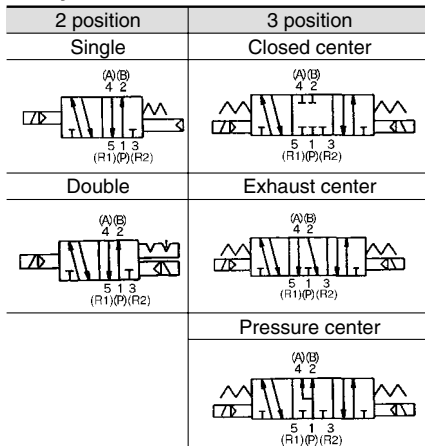 2 position
3 position
Single
Closed center
(A)(B)
4 2
5 1 3
(R1)(P)(R2)
(A)(B)
4 2
5 1 3
(R1)(P)(R2)
Double
Exhaust center
(A)(B)
4 2
5 1 3
(R1)(P)(R2)
(A)(B)
4 2
5 1 3
(R1)(P)(R2)
Pressure center
(A)(B)
4 2
5 1 3
(R1)(P)(R2)